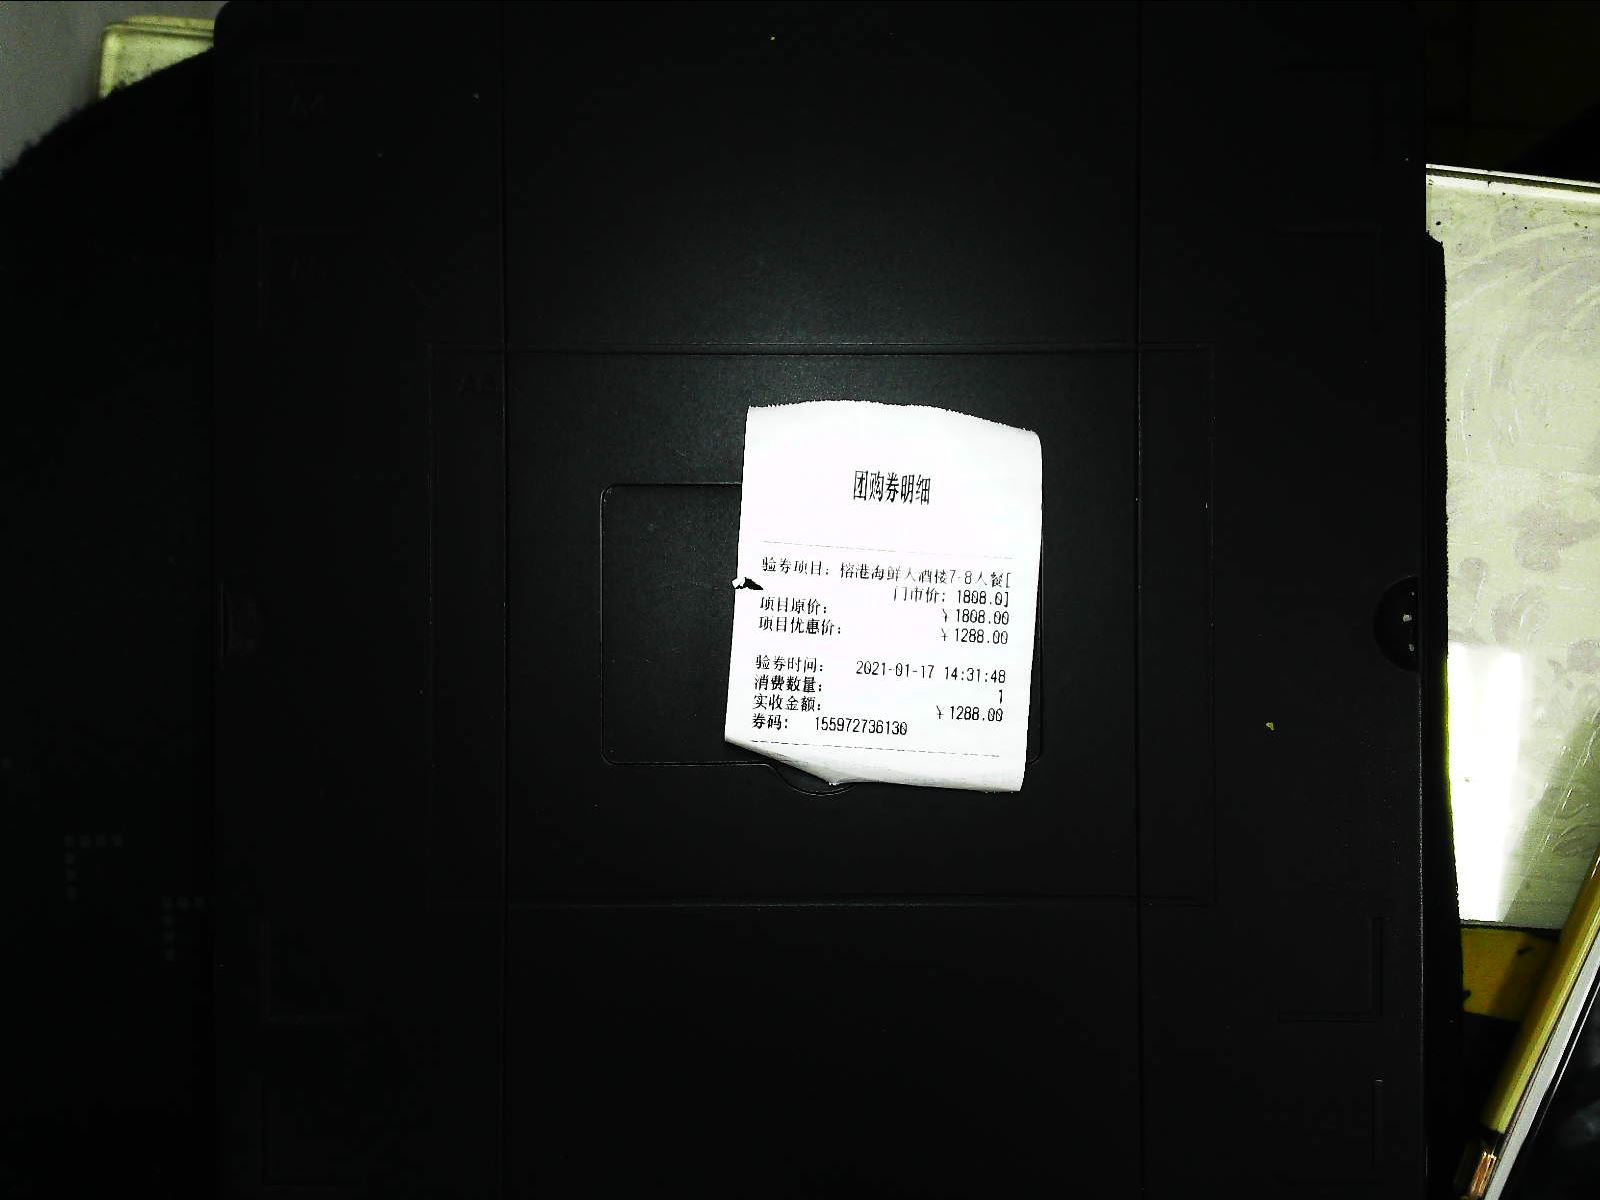 团购券明细
验券项目：榕港海鲜大酒楼7-8人餐[
门市价：1808.0]
项目原价：
￥1808.00
项目优惠价：
￥1288.00
验券时间：
2021-01-17 14:31:48
消费数量：
1
实收金额：
￥1288.00
券码：
155972736130